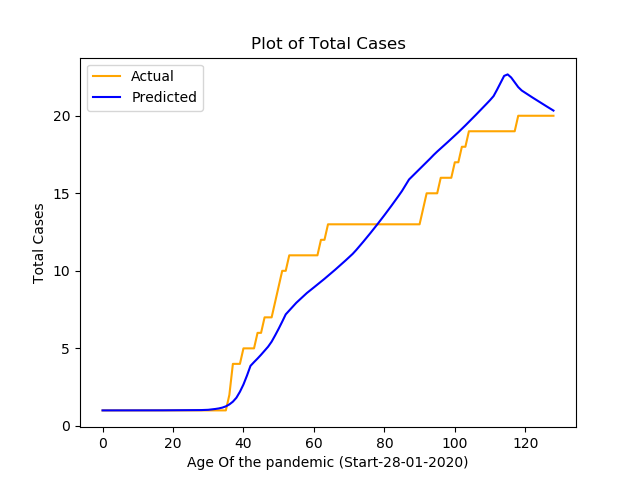 Plot of Total Cases
Actual
Predicted
Total Cases
20
15
10
5
0
0 20 40 60 80 100 120
Age Of the pandemic (Start-28-01-2020)